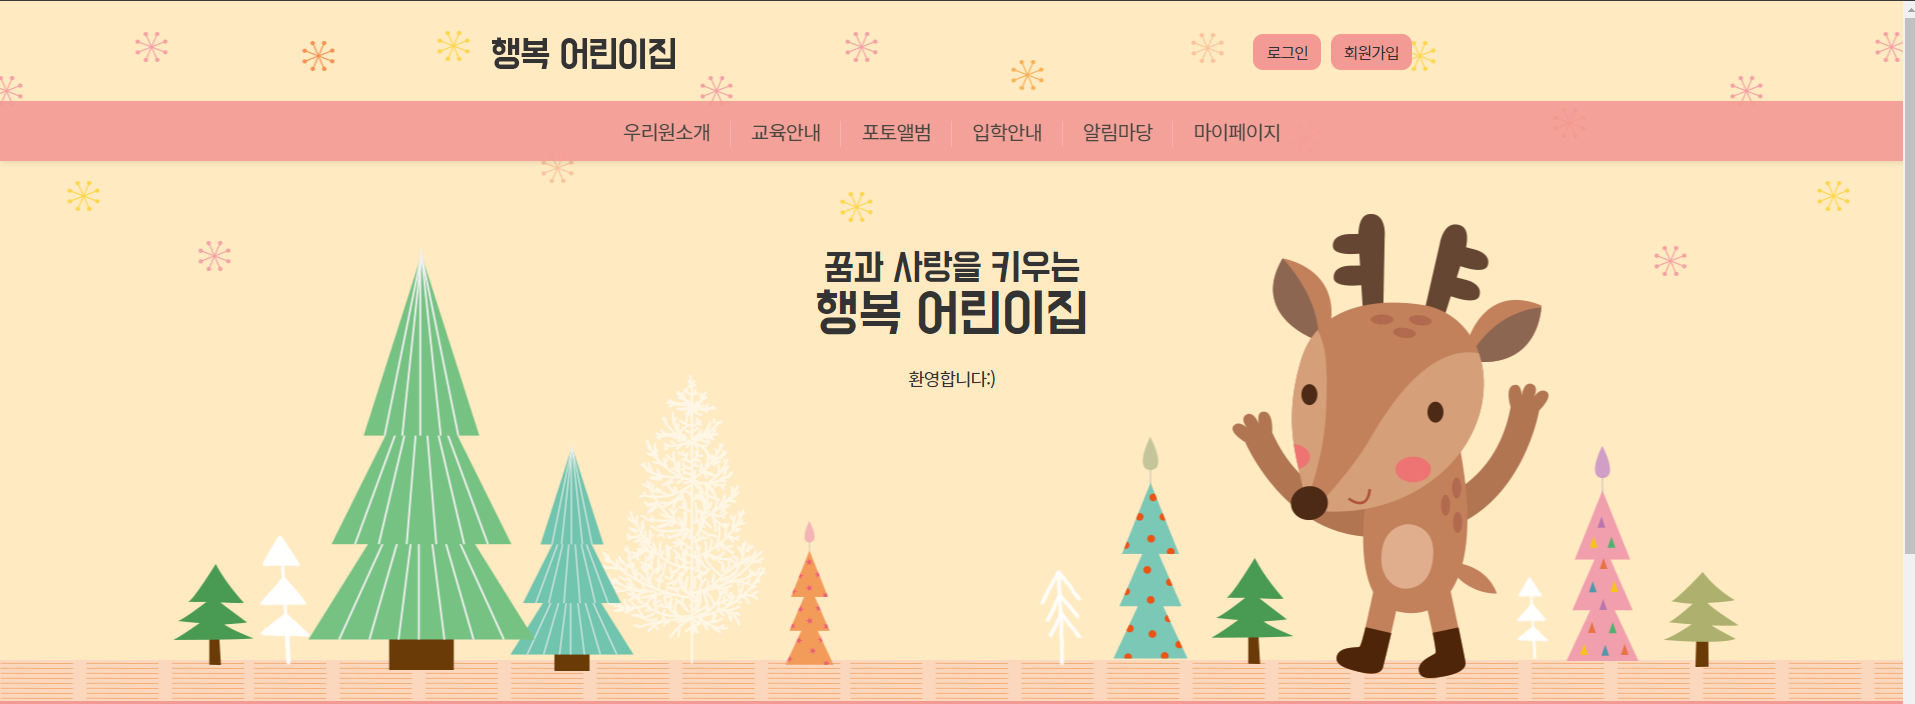 행복 어린이집
로그인 회원가입
우리원소개 교육안내 포토앨범 입학안내 알림마당 마이페이지
꿈과 사랑을 키우는
행복 어린이집
환영합니다:)